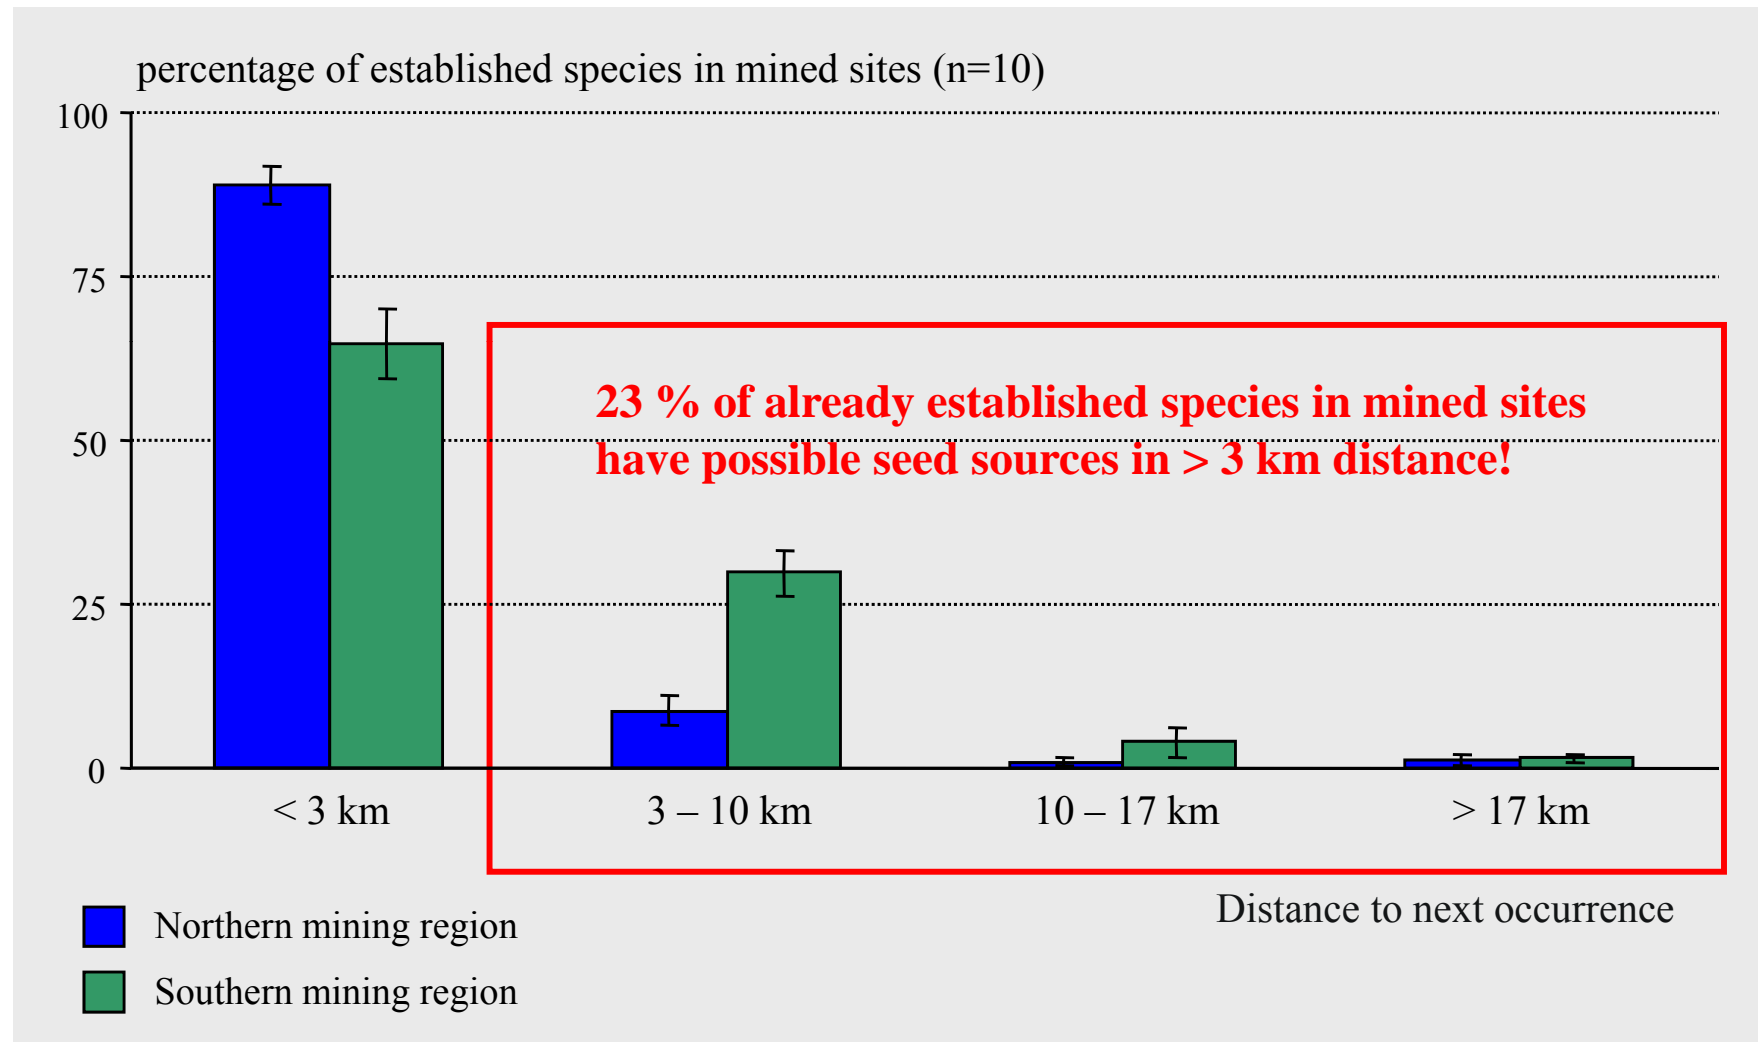 percentage of established species in mined sites (n=10)
100
75
50
25
0
23 % of already established species in mined sites
have possible seed sources in > 3 km distance!
< 3 km
3 – 10 km
10 – 17 km
> 17 km
Distance to next occurrence
Northern mining region
Southern mining region